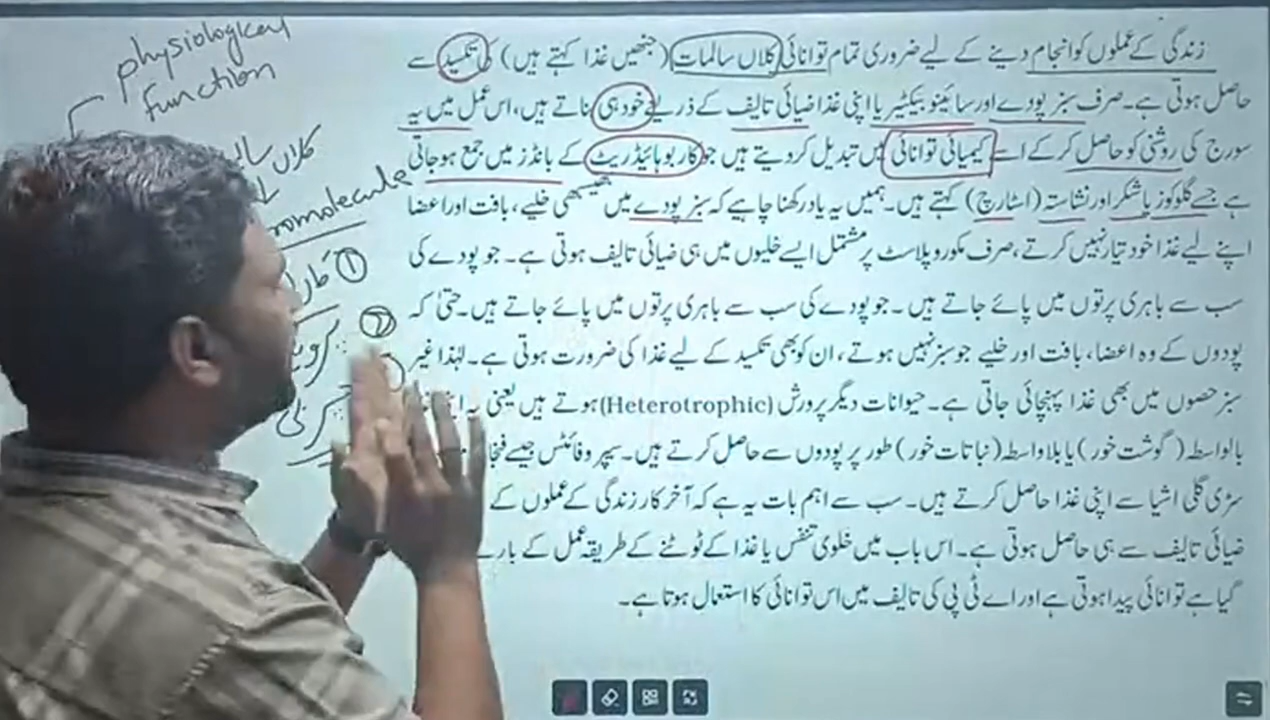 physiological
function
کلاں
سال
romolecule
① کار
②
زندگی کے عملوں کو انجام دینے کے لیے ضروری تمام توانائی کلاں سالمات (جنھیں غذا کہتے ہیں) کی تکسید سے
حاصل ہوتی ہے۔ صرف سبز پودے اور سائینو بیکٹیریا اپنی غذا ضیائی تالیف کے ذریعے خود ہی بناتے ہیں، اس عمل میں یہ
سورج کی روشنی کو حاصل کر کے اسے کیمیائی توانائی میں تبدیل کر دیتے ہیں جو کاربوہائیڈریٹ کے بانڈز میں جمع ہو جاتی
ہے جسے گلوکوز یا شکر اور نشاستہ (اسٹارچ) کہتے ہیں۔ ہمیں یہ یاد رکھنا چاہیے کہ سبز پودے میں سبھی خلیے، بافت اور اعضا
اپنے لیے غذا خود تیار نہیں کرتے، صرف کلوروپلاسٹ پر مشتمل ایسے خلیوں میں ہی ضیائی تالیف ہوتی ہے۔ جو پودے کی
سب سے باہری پرتوں میں پائے جاتے ہیں۔ جو پودے کی سب سے باہری پرتوں میں پائے جاتے ہیں۔ حتیٰ کہ
پودوں کے وہ اعضا، بافت اور خلیے جو سبز نہیں ہوتے، ان کو بھی تکسید کے لیے غذا کی ضرورت ہوتی ہے۔ لہٰذا غیر
سبز حصوں میں بھی غذا پہنچائی جاتی ہے۔ حیوانات دیگر پرورش (Heterotrophic) ہوتے ہیں یعنی یہ اپنی
بالواسطہ (گوشت خور) یا بلا واسطہ (نباتات خور) طور پر پودوں سے حاصل کرتے ہیں۔ سیپروفائٹس جیسے
سڑی گلی اشیا سے اپنی غذا حاصل کرتے ہیں۔ سب سے اہم بات یہ ہے کہ آخر کار زندگی کے عملوں کے
ضیائی تالیف سے ہی حاصل ہوتی ہے۔ اس باب میں خلوی تنفس یا غذا کے ٹوٹنے کے طریقہ عمل کے بارے
گیا ہے توانائی پیدا ہوتی ہے اور اے ٹی پی کی تالیف میں اس توانائی کا استعمال ہوتا ہے۔